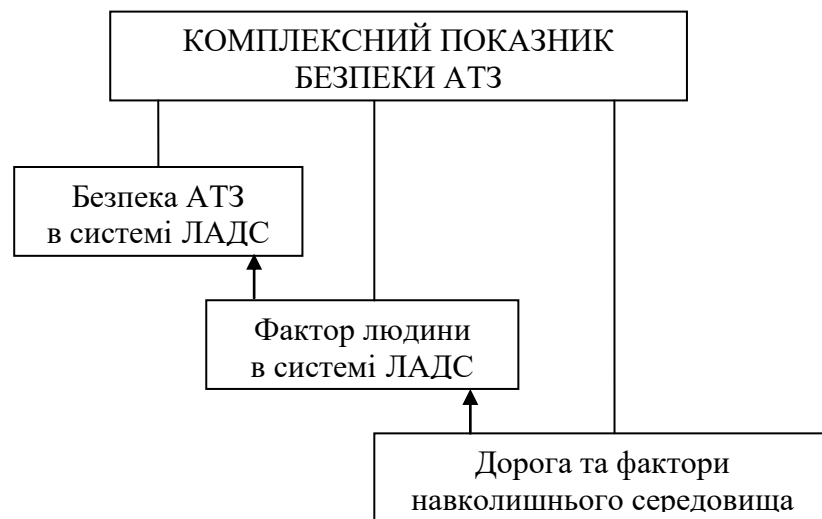 КОМПЛЕКСНИЙ ПОКАЗНИК
БЕЗПЕКИ АТЗ
Безпека АТЗ
в системі ЛАДС
Фактор людини
в системі ЛАДС
Дорога та фактори
навколишнього середовища